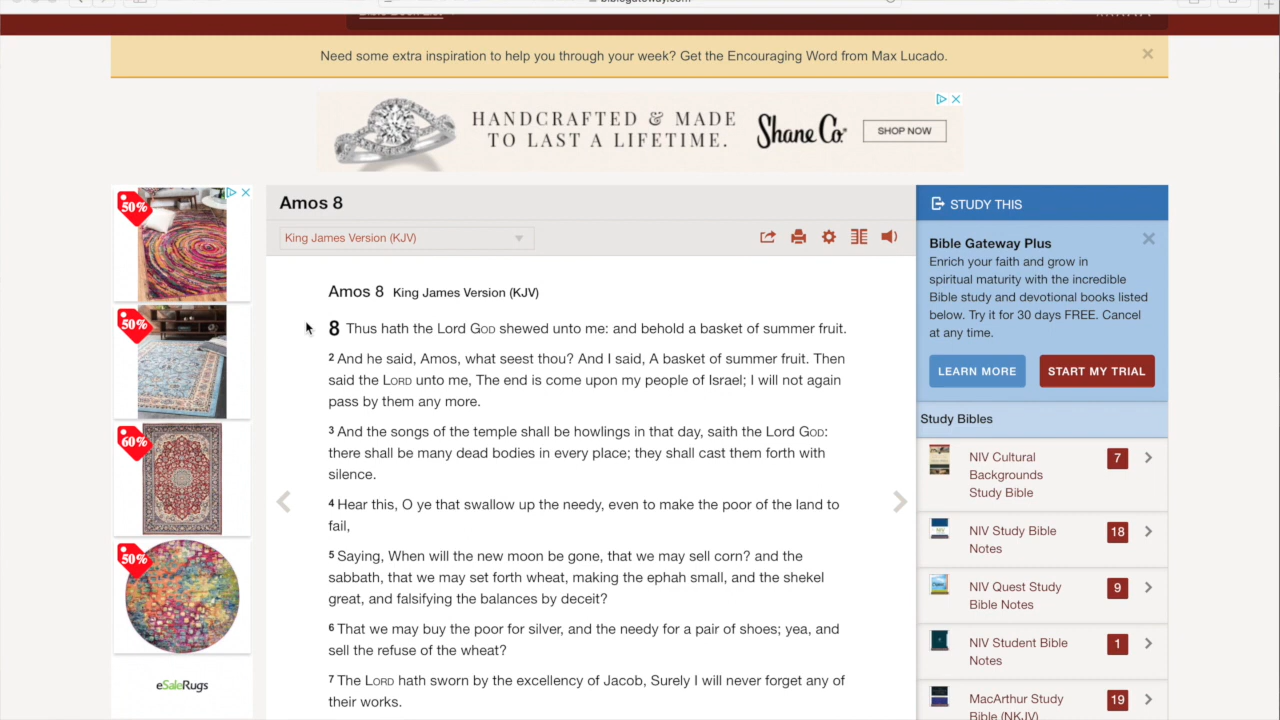 Need some extra inspiration to help you through your week? Get the Encouraging Word from Max Lucado.
HANDCRAFTED & MADE
TO LAST A LIFETIME.
Shane Co.
SHOP NOW
50%
50%
60%
50%
eSaleRugs
Amos 8
King James Version (KJV)
Amos 8 King James Version (KJV)
8 Thus hath the Lord GOD shewed unto me: and behold a basket of summer fruit.
2 And he said, Amos, what seest thou? And I said, A basket of summer fruit. Then
said the LORD unto me, The end is come upon my people of Israel; I will not again
pass by them any more.
3 And the songs of the temple shall be howlings in that day, saith the Lord GOD:
there shall be many dead bodies in every place; they shall cast them forth with
silence.
4 Hear this, O ye that swallow up the needy, even to make the poor of the land to
fail,
5 Saying, When will the new moon be gone, that we may sell corn? and the
sabbath, that we may set forth wheat, making the ephah small, and the shekel
great, and falsifying the balances by deceit?
6 That we may buy the poor for silver, and the needy for a pair of shoes; yea, and
sell the refuse of the wheat?
7 The LORD hath sworn by the excellency of Jacob, Surely I will never forget any of
their works.
STUDY THIS
Bible Gateway Plus
Enrich your faith and grow in
spiritual maturity with the incredible
Bible study and devotional books listed
below. Try it for 30 days FREE. Cancel
at any time.
LEARN MORE
START MY TRIAL
Study Bibles
NIV Cultural
Backgrounds
Study Bible
7
NIV Study Bible
Notes
18
NIV Quest Study
Bible Notes
9
NIV Student Bible
Notes
1
MacArthur Study
Bible (NKJV)
19